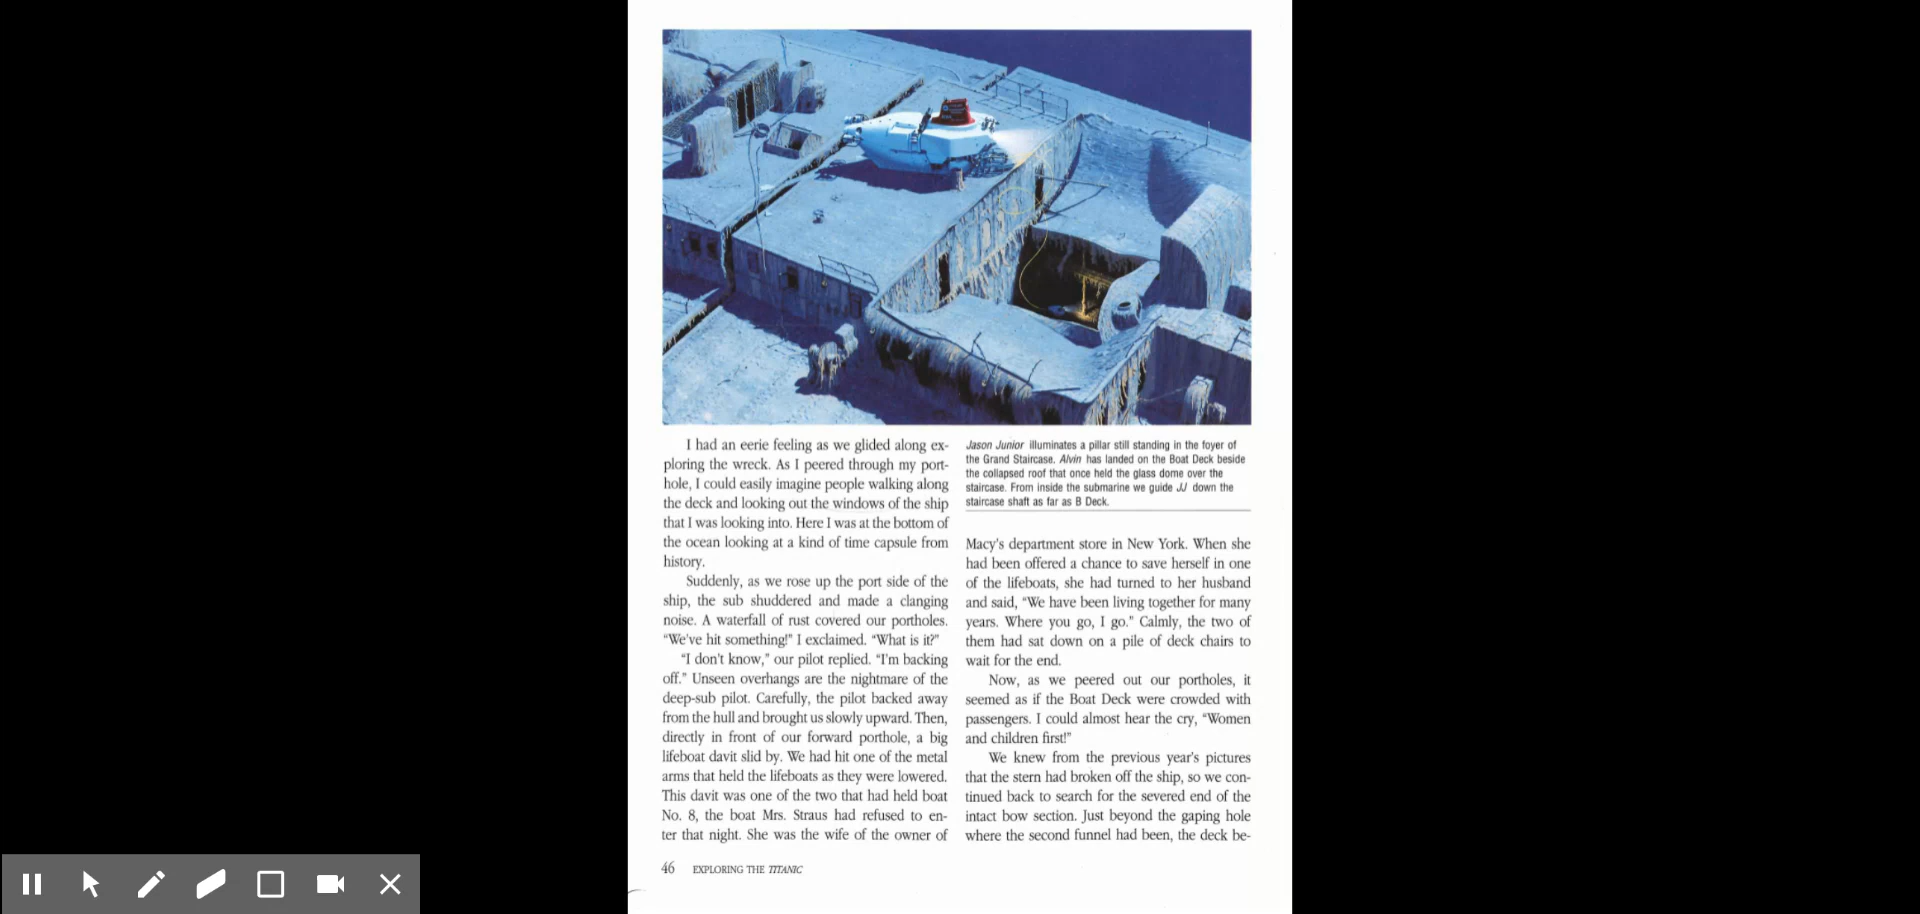 I had an eerie feeling as we glided along ex-
ploring the wreck. As I peered through my port-
hole, I could easily imagine people walking along
the deck and looking out the windows of the ship
that I was looking into. Here I was at the bottom of
the ocean looking at a kind of time capsule from
history.
Suddenly, as we rose up the port side of the
ship, the sub shuddered and made a clanging
noise. A waterfall of rust covered our portholes.
"We've hit something!" I exclaimed. "What is it?"
"I don't know," our pilot replied. "I'm backing
off." Unseen overhangs are the nightmare of the
deep-sub pilot. Carefully, the pilot backed away
from the hull and brought us slowly upward. Then,
directly in front of our forward porthole, a big
lifeboat davit slid by. We had hit one of the metal
arms that held the lifeboats as they were lowered.
This davit was one of the two that had held boat
No. 8, the boat Mrs. Straus had refused to en-
ter that night. She was the wife of the owner of
Jason Junior illuminates a pillar still standing in the foyer of
the Grand Staircase. Alvin has landed on the Boat Deck beside
the collapsed roof that once held the glass dome over the
staircase. From inside the submarine we guide JJ down the
staircase shaft as far as B Deck.
Macy's department store in New York. When she
had been offered a chance to save herself in one
of the lifeboats, she had turned to her husband
and said, "We have been living together for many
years. Where you go, I go." Calmly, the two of
them had sat down on a pile of deck chairs to
wait for the end.
Now, as we peered out our portholes, it
seemed as if the Boat Deck were crowded with
passengers. I could almost hear the cry, "Women
and children first!"
We knew from the previous year's pictures
that the stern had broken off the ship, so we con-
tinued back to search for the severed end of the
intact bow section. Just beyond the gaping hole
where the second funnel had been, the deck be-
46 EXPLORING THE TITANIC